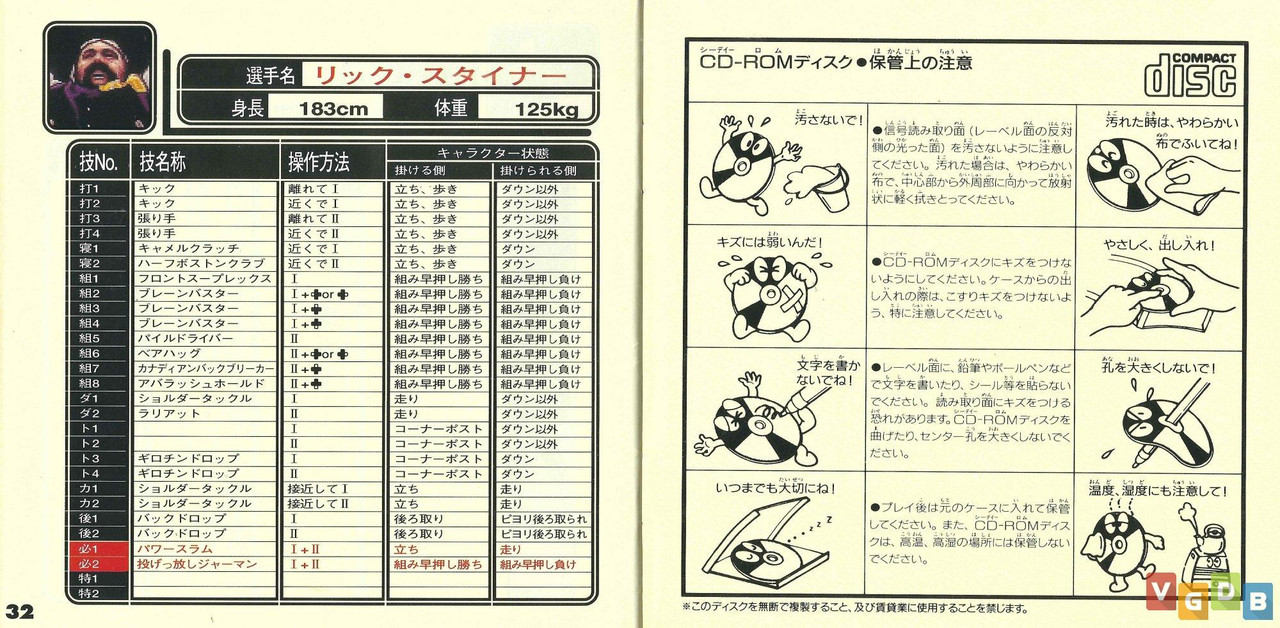 選手名 リック・スタイナー
身長 183cm 体重 125kg
技No. 技名称 操作方法 キャラクター状態
掛ける側 掛けられる側
打1 キック 離れてⅠ 立ち、歩き ダウン以外
打2 キック 近くでⅠ 立ち、歩き ダウン以外
打3 張り手 離れてⅡ 立ち、歩き ダウン以外
打4 張り手 近くでⅡ 立ち、歩き ダウン以外
寝1 キャメルクラッチ 近くでⅠ 立ち、歩き ダウン
寝2 ハーフボストンクラブ 近くでⅡ 立ち、歩き ダウン
組1 フロントスープレックス Ⅰ 組み早押し勝ち 組み早押し負け
組2 ブレーンバスター Ⅰ+✚or✚ 組み早押し勝ち 組み早押し負け
組3 ブレーンバスター Ⅰ+✚ 組み早押し勝ち 組み早押し負け
組4 ブレーンバスター Ⅰ+✚ 組み早押し勝ち 組み早押し負け
組5 パイルドライバー Ⅱ 組み早押し勝ち 組み早押し負け
組6 ベアハッグ Ⅱ+✚or✚ 組み早押し勝ち 組み早押し負け
組7 カナディアンバックブリーカー Ⅱ+✚ 組み早押し勝ち 組み早押し負け
組8 アバラッシュホールド Ⅱ+✚ 組み早押し勝ち 組み早押し負け
ダ1 ショルダータックル Ⅰ 走り ダウン以外
ダ2 ラリアット Ⅱ 走り ダウン以外
ト1 Ⅰ コーナーポスト ダウン以外
ト2 Ⅱ コーナーポスト ダウン以外
ト3 ギロチンドロップ Ⅰ コーナーポスト ダウン
ト4 ギロチンドロップ Ⅱ コーナーポスト ダウン
カ1 ショルダータックル 接近してⅠ 立ち 走り
カ2 ショルダータックル 接近してⅡ 立ち 走り
後1 バックドロップ Ⅰ 後ろ取り ピヨリ後ろ取られ
後2 バックドロップ Ⅱ 後ろ取り ピヨリ後ろ取られ
必1 パワースラム Ⅰ+Ⅱ 立ち 走り
必2 投げっ放しジャーマン Ⅰ+Ⅱ 組み早押し勝ち 組み早押し負け
特1
特2
32
CD-ROMディスク●保管上の注意
COMPACT
disc
汚さないで!
●信号読み取り面(レーベル面の反対
側の光った面)を汚さないように注意し
てください。汚れた場合は、やわらかい
布で、中心部から外周部に向かって放射
状に軽く拭きとってください。
汚れた時は、やわらかい
布でふいてね!
キズには弱いんだ!
●CD-ROMディスクにキズをつけな
いようにしてください。ケースからの出
し入れの際は、こすりキズをつけないよ
う、特に注意してください。
やさしく、出し入れ!
文字を書か
ないでね!
●レーベル面に、鉛筆やボールペンなど
で文字を書いたり、シール等を貼らない
でください。読み取り面にキズをつける
恐れがあります。CD-ROMディスクを
曲げたり、センター孔を大きくしないでく
ださい。
孔を大きくしないで!
いつまでも大切にね!
z z z
●プレイ後は元のケースに入れて保管
してください。また、CD-ROMディス
クは、高温、高湿の場所には保管しない
でください。
温度、湿度にも注意して!
※このディスクを無断で複製すること、及び賃貸業に使用することを禁じます。
VGDB